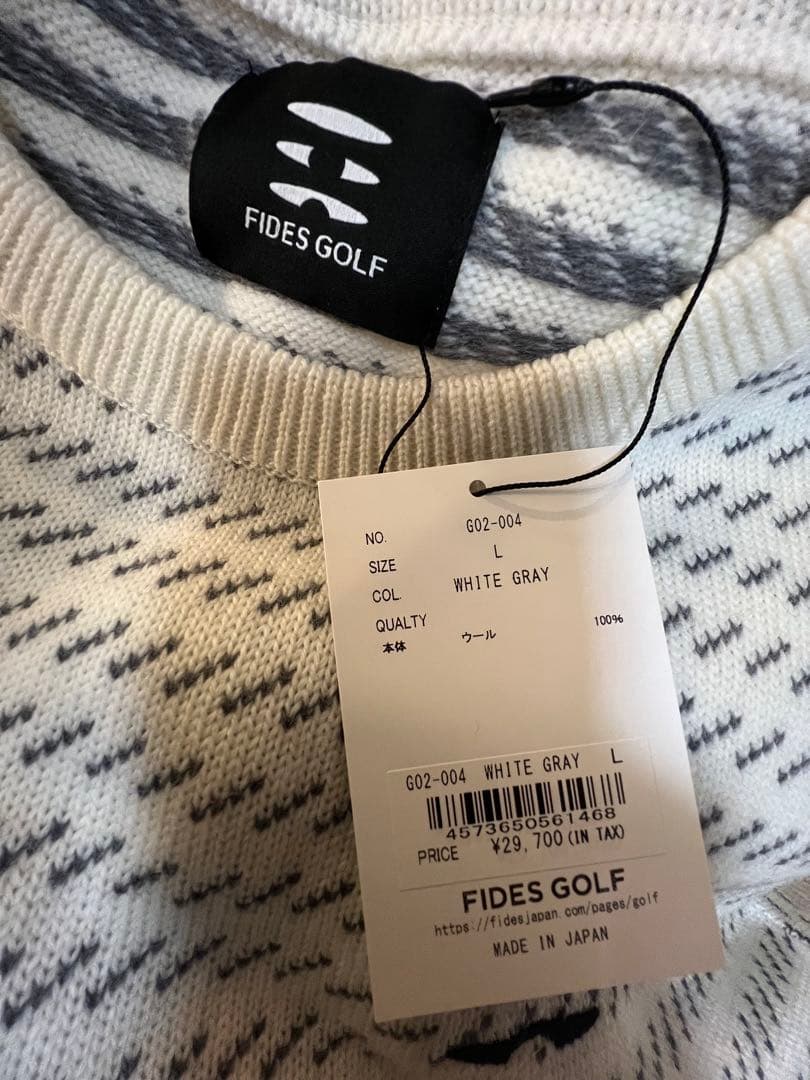 FIDES GOLF
NO. G02-004
SIZE L
COL. WHITE GRAY
QUALTY
本体 ウール 100%
G02-004 WHITE GRAY L
4573650561468
PRICE ¥29,700(IN TAX)
FIDES GOLF
https://fidesjapan.com/pages/golf
MADE IN JAPAN